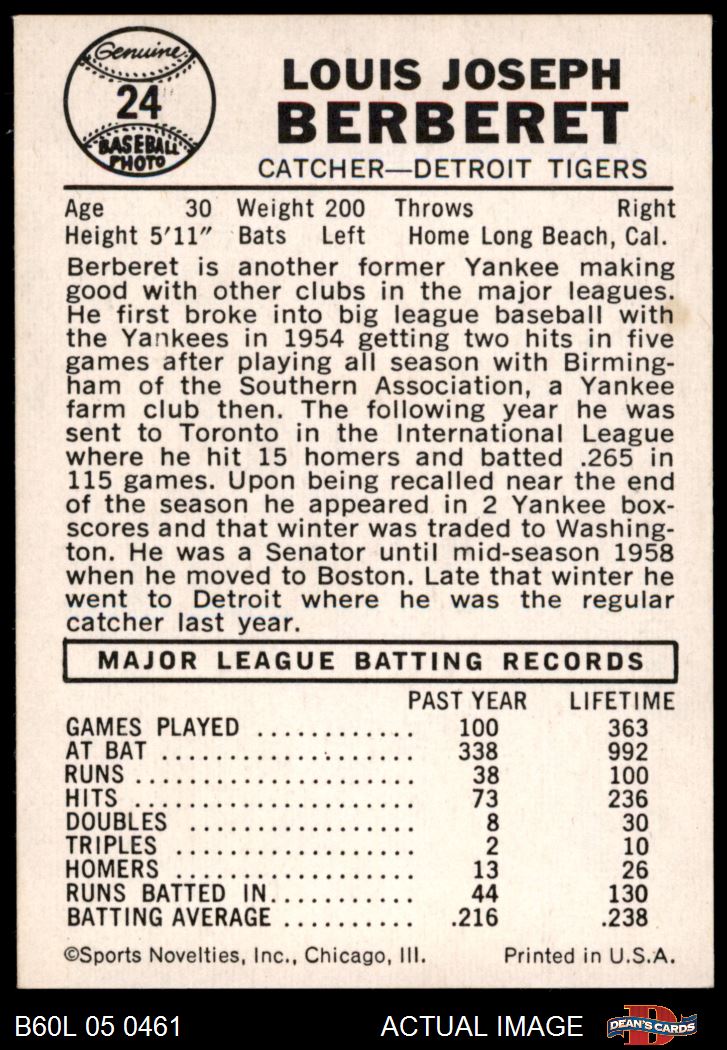 Genuine
24
BASEBALL
PHOTO
LOUIS JOSEPH
BERBERET
CATCHER—DETROIT TIGERS
Age 30 Weight 200 Throws Right
Height 5'11" Bats Left Home Long Beach, Cal.
Berberet is another former Yankee making
good with other clubs in the major leagues.
He first broke into big league baseball with
the Yankees in 1954 getting two hits in five
games after playing all season with Birming-
ham of the Southern Association, a Yankee
farm club then. The following year he was
sent to Toronto in the International League
where he hit 15 homers and batted .265 in
115 games. Upon being recalled near the end
of the season he appeared in 2 Yankee box-
scores and that winter was traded to Washing-
ton. He was a Senator until mid-season 1958
when he moved to Boston. Late that winter he
went to Detroit where he was the regular
catcher last year.
MAJOR LEAGUE BATTING RECORDS
PAST YEAR LIFETIME
GAMES PLAYED ............ 100 363
AT BAT .................... 338 992
RUNS ...................... 38 100
HITS ...................... 73 236
DOUBLES .................. 8 30
TRIPLES ................... 2 10
HOMERS ................... 13 26
RUNS BATTED IN........... 44 130
BATTING AVERAGE .......... .216 .238
©Sports Novelties, Inc., Chicago, Ill. Printed in U.S.A.
B60L 05 0461 ACTUAL IMAGE DEAN'S CARDS